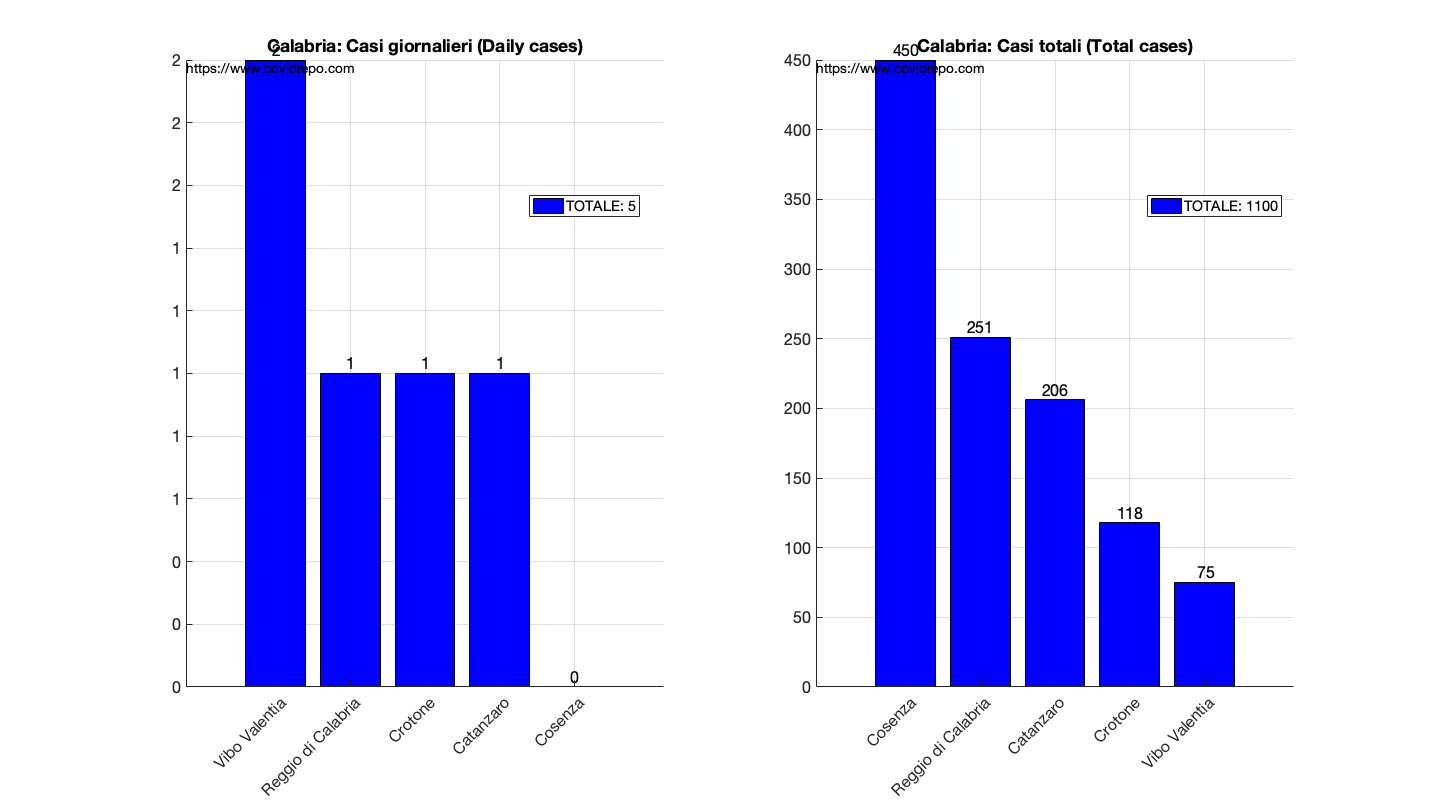 Calabria: Casi giornalieri (Daily cases)
2
https://www.covidrepo.com
2
2
2
1
1
1
1
1
0
0
0
TOTALE: 5
1
1
1
0
Vibo Valentia
Reggio di Calabria
Crotone
Catanzaro
Cosenza
Calabria: Casi totali (Total cases)
450
https://www.covidrepo.com
450
400
350
300
250
200
150
100
50
0
TOTALE: 1100
251
206
118
75
Cosenza
Reggio di Calabria
Catanzaro
Crotone
Vibo Valentia